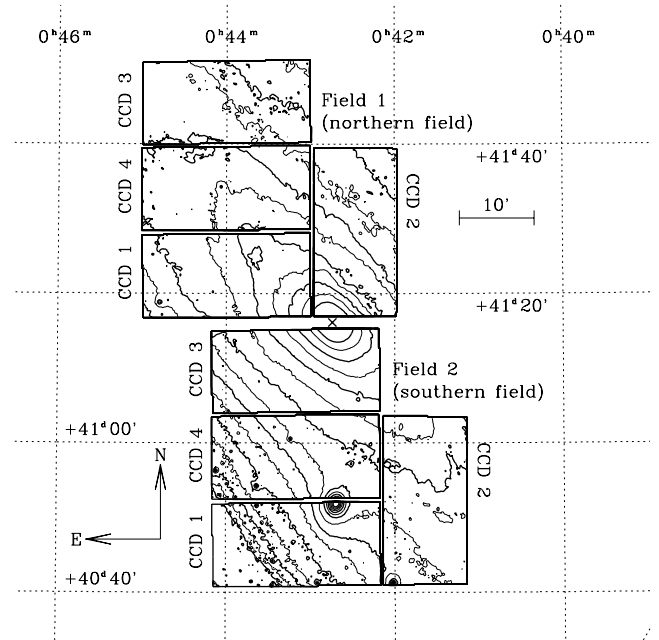 0ʰ46ᵐ 0ʰ44ᵐ 0ʰ42ᵐ 0ʰ40ᵐ
CCD 3
Field 1
(northern field)
+41ᵈ40'
CCD 4
CCD 2
10'
CCD 1
+41ᵈ20'
×
CCD 3
Field 2
(southern field)
+41ᵈ00'
CCD 4
CCD 2
N
CCD 1
E
+40ᵈ40'